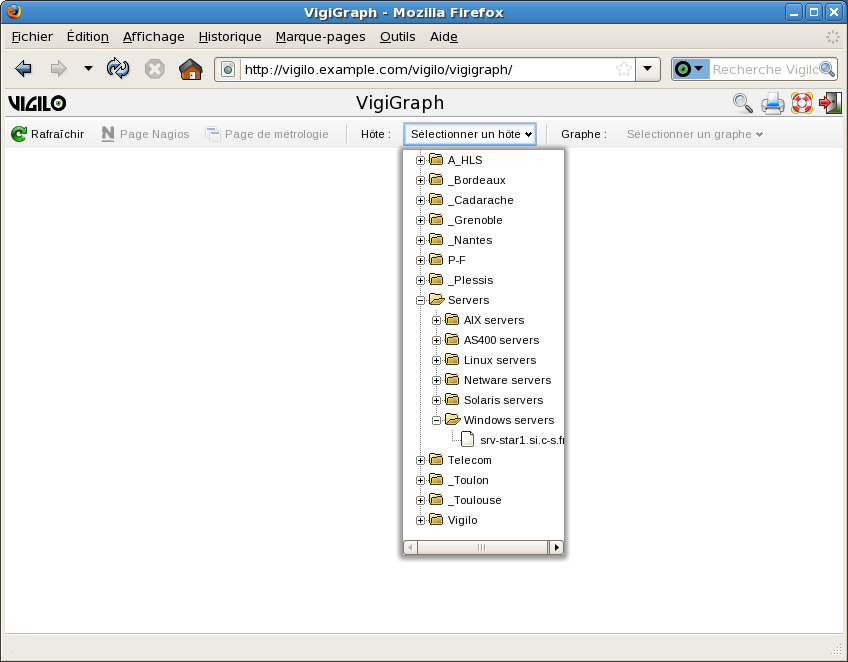 VigiGraph - Mozilla Firefox
Fichier Édition Affichage Historique Marque-pages Outils Aide
http://vigilo.example.com/vigilo/vigigraph/ Recherche Vigilo
VIGILO VigiGraph
Rafraîchir Page Nagios Page de métrologie Hôte : Sélectionner un hôte Graphe : Sélectionner un graphe
A_HLS
_Bordeaux
_Cadarache
_Grenoble
_Nantes
P-F
_Plessis
Servers
AIX servers
AS400 servers
Linux servers
Netware servers
Solaris servers
Windows servers
srv-star1.si.c-s.fr
Telecom
_Toulon
_Toulouse
Vigilo